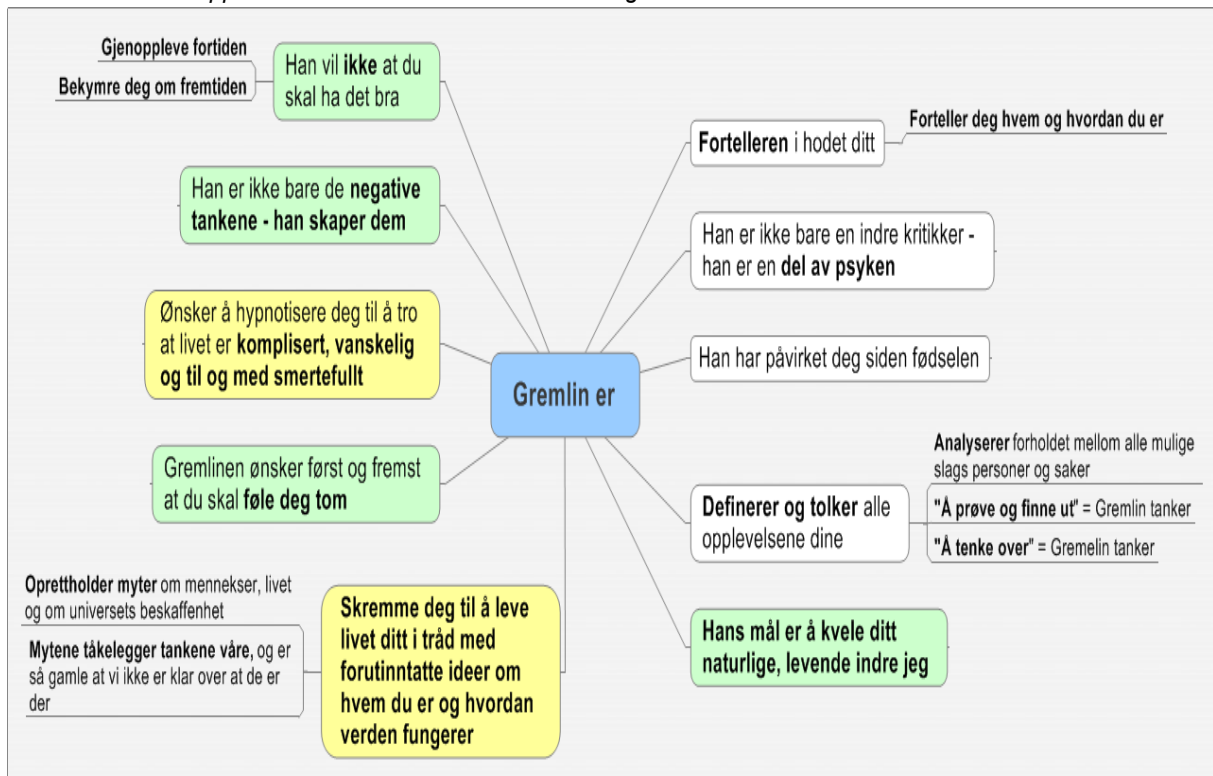 Gjenoppleve fortiden
Bekymre deg om fremtiden
Han vil ikke at du
skal ha det bra
Han er ikke bare de negative
tankene - han skaper dem
Ønsker å hypnotisere deg til å tro
at livet er komplisert, vanskelig
og til og med smertefullt
Gremlinen ønsker først og fremst
at du skal føle deg tom
Oprettholder myter om mennekser, livet
og om universets beskaffenhet
Mytene tåkelegger tankene våre, og er
så gamle at vi ikke er klar over at de er
der
Skremme deg til å leve
livet ditt i tråd med
forutinntatte ideer om
hvem du er og hvordan
verden fungerer
Gremlin er
Fortelleren i hodet ditt
Forteller deg hvem og hvordan du er
Han er ikke bare en indre kritikker -
han er en del av psyken
Han har påvirket deg siden fødselen
Definerer og tolker alle
opplevelsene dine
Analyserer forholdet mellom alle mulige
slags personer og saker
"Å prøve og finne ut" = Gremlin tanker
"Å tenke over" = Gremelin tanker
Hans mål er å kvele ditt
naturlige, levende indre jeg